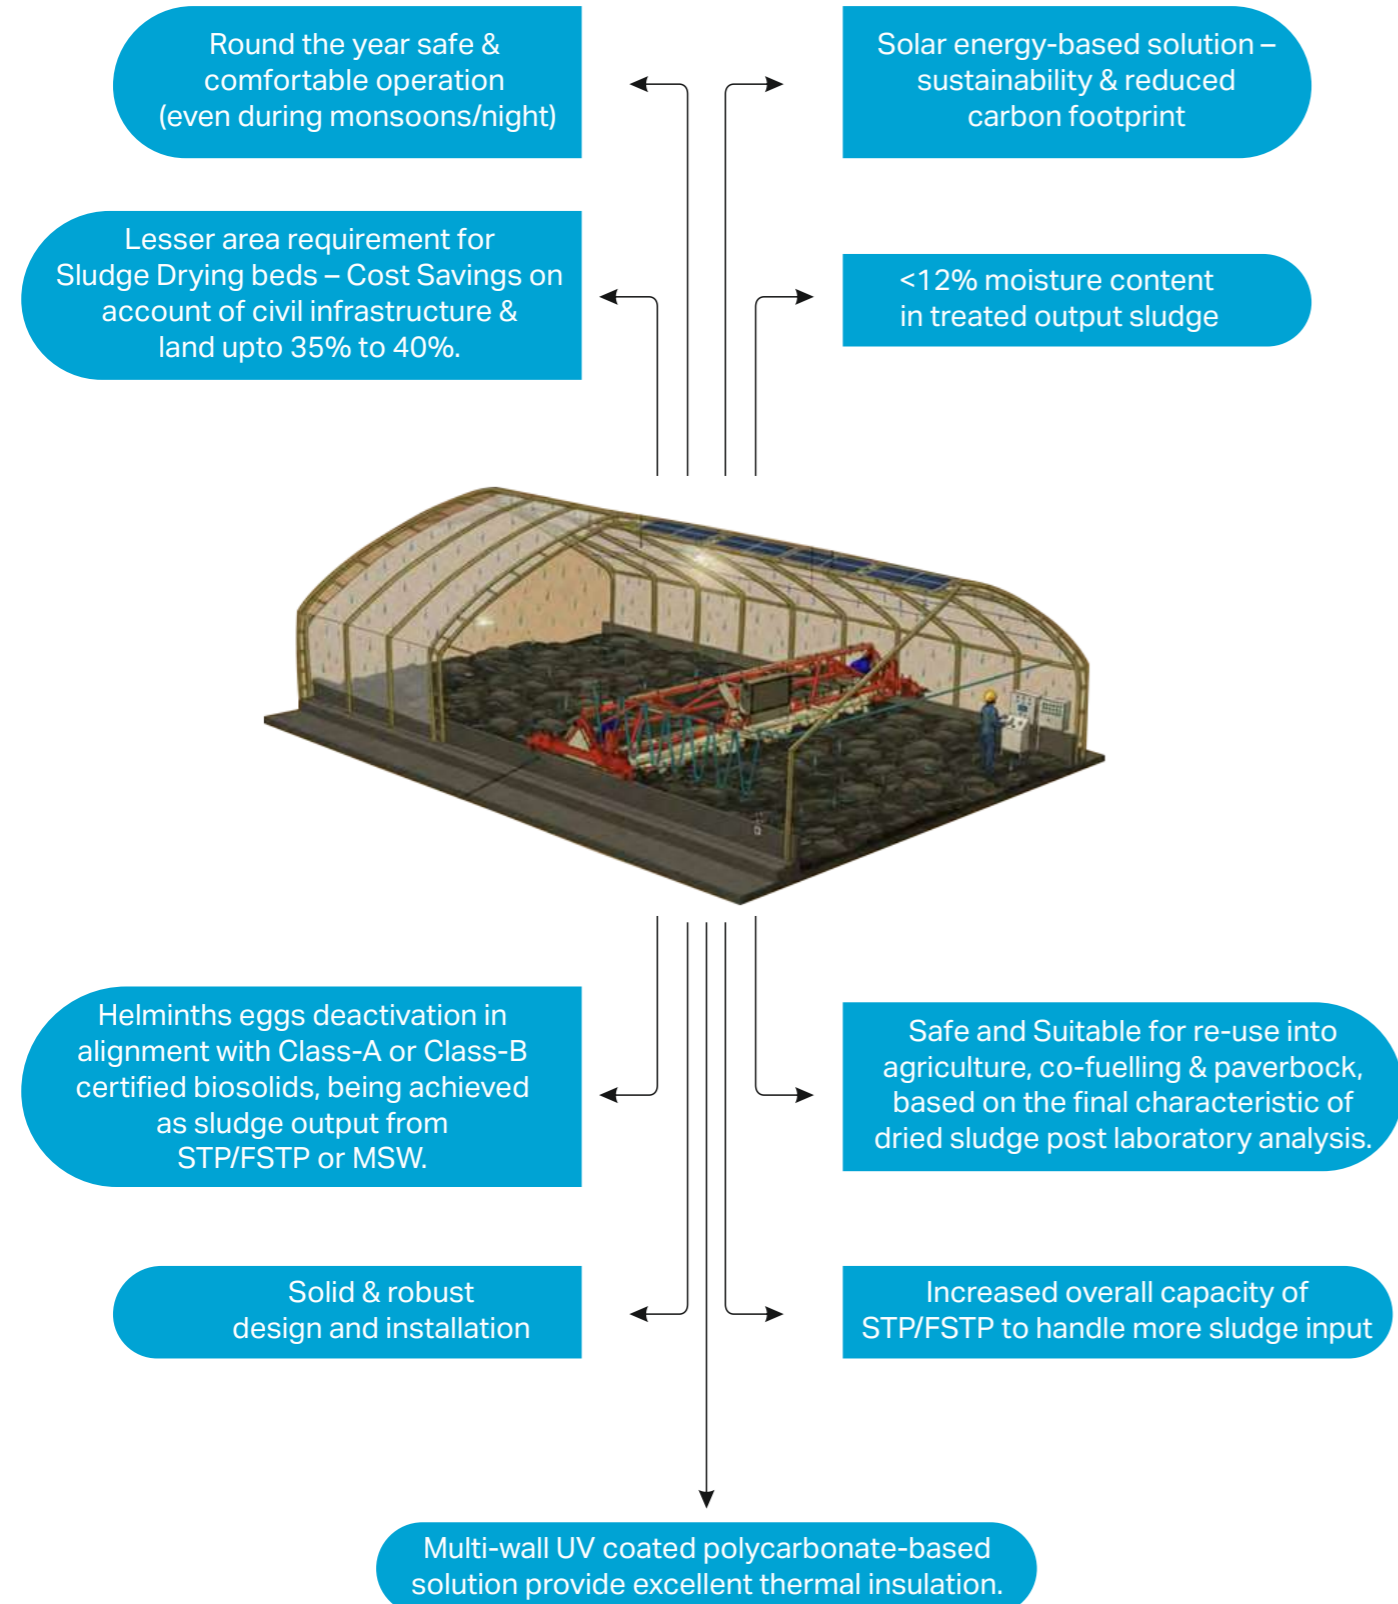 Round the year safe &
comfortable operation
(even during monsoons/night)
Solar energy-based solution –
sustainability & reduced
carbon footprint
Lesser area requirement for
Sludge Drying beds – Cost Savings on
account of civil infrastructure &
land upto 35% to 40%.
<12% moisture content
in treated output sludge
Helminths eggs deactivation in
alignment with Class-A or Class-B
certified biosolids, being achieved
as sludge output from
STP/FSTP or MSW.
Safe and Suitable for re-use into
agriculture, co-fuelling & paverbock,
based on the final characteristic of
dried sludge post laboratory analysis.
Solid & robust
design and installation
Increased overall capacity of
STP/FSTP to handle more sludge input
Multi-wall UV coated polycarbonate-based
solution provide excellent thermal insulation.